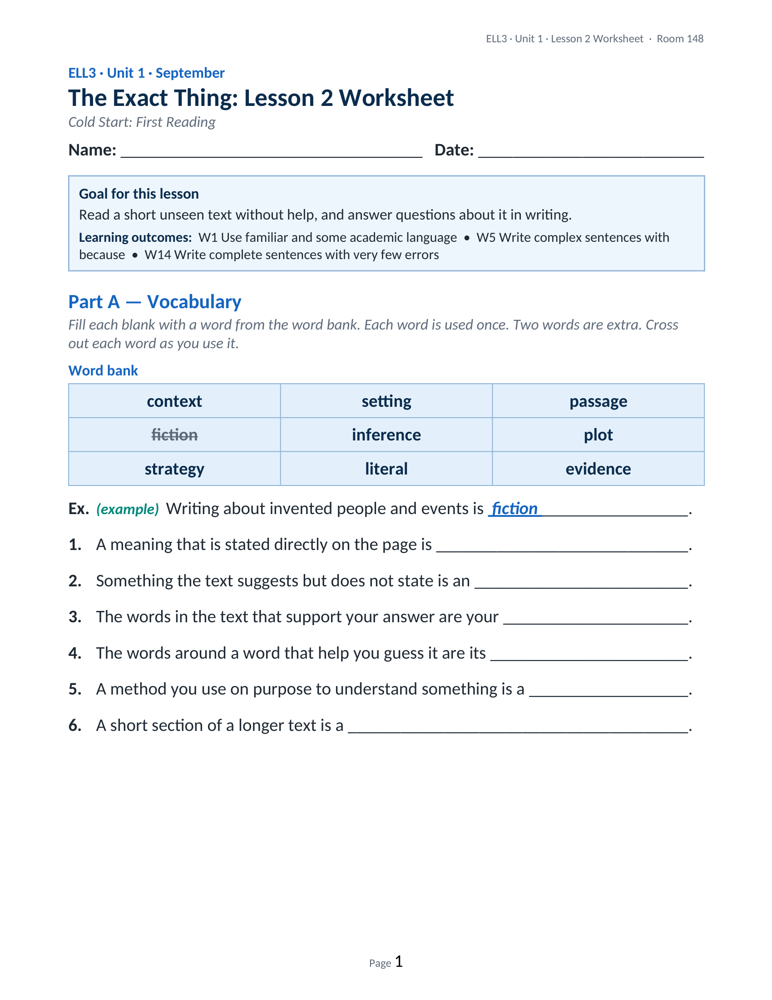 ELL3 · Unit 1 · Lesson 2 Worksheet · Room 148
ELL3 · Unit 1 · September
The Exact Thing: Lesson 2 Worksheet
Cold Start: First Reading
Name: ______________________________ Date: ______________________
Goal for this lesson
Read a short unseen text without help, and answer questions about it in writing.
Learning outcomes: W1 Use familiar and some academic language • W5 Write complex sentences with
because • W14 Write complete sentences with very few errors
Part A — Vocabulary
Fill each blank with a word from the word bank. Each word is used once. Two words are extra. Cross
out each word as you use it.
Word bank
context setting passage
fiction inference plot
strategy literal evidence
Ex. (example) Writing about invented people and events is fiction______________.
1. A meaning that is stated directly on the page is ________________________.
2. Something the text suggests but does not state is an ____________________.
3. The words in the text that support your answer are your __________________.
4. The words around a word that help you guess it are its ___________________.
5. A method you use on purpose to understand something is a _______________.
6. A short section of a longer text is a ________________________________.
Page 1